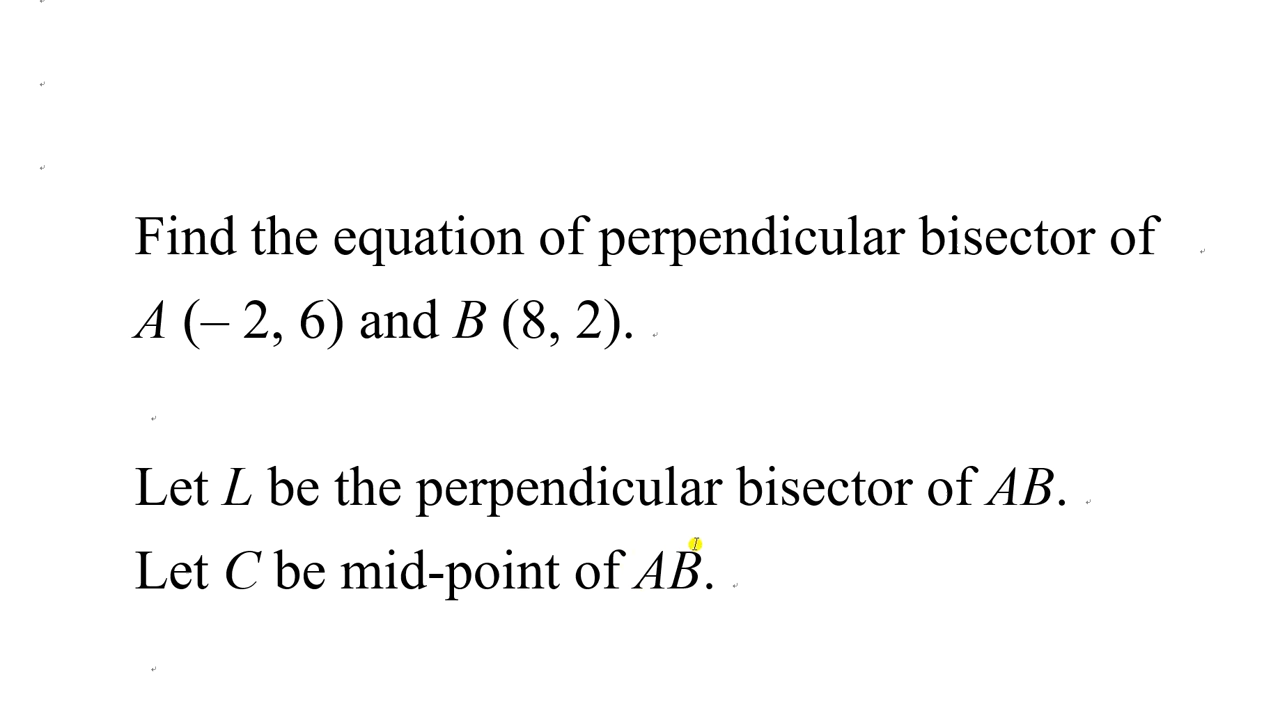 Find the equation of perpendicular bisector of
A (– 2, 6) and B (8, 2).
Let L be the perpendicular bisector of AB.
Let C be mid-point of AB.